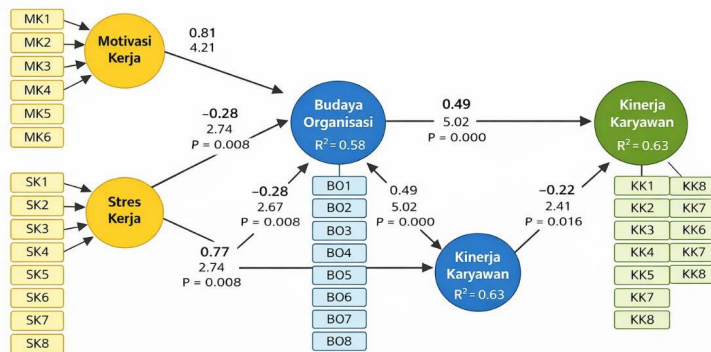 MK1
MK2
MK3
MK4
MK5
MK6
Motivasi
Kerja
0.81
4.21
SK1
SK2
SK3
SK4
SK5
SK6
SK7
SK8
Stres
Kerja
–0.28
2.74
P = 0.008
–0.28
2.67
P = 0.008
0.77
2.74
P = 0.008
Budaya
Organisasi
R² = 0.58
BO1
BO2
BO3
BO4
BO5
BO6
BO7
BO8
0.49
5.02
P = 0.000
0.49
5.02
P = 0.000
Kinerja
Karyawan
R² = 0.63
–0.22
2.41
P = 0.016
Kinerja
Karyawan
R² = 0.63
KK1
KK2
KK3
KK4
KK5
KK7
KK8
KK8
KK7
KK6
KK7
KK8